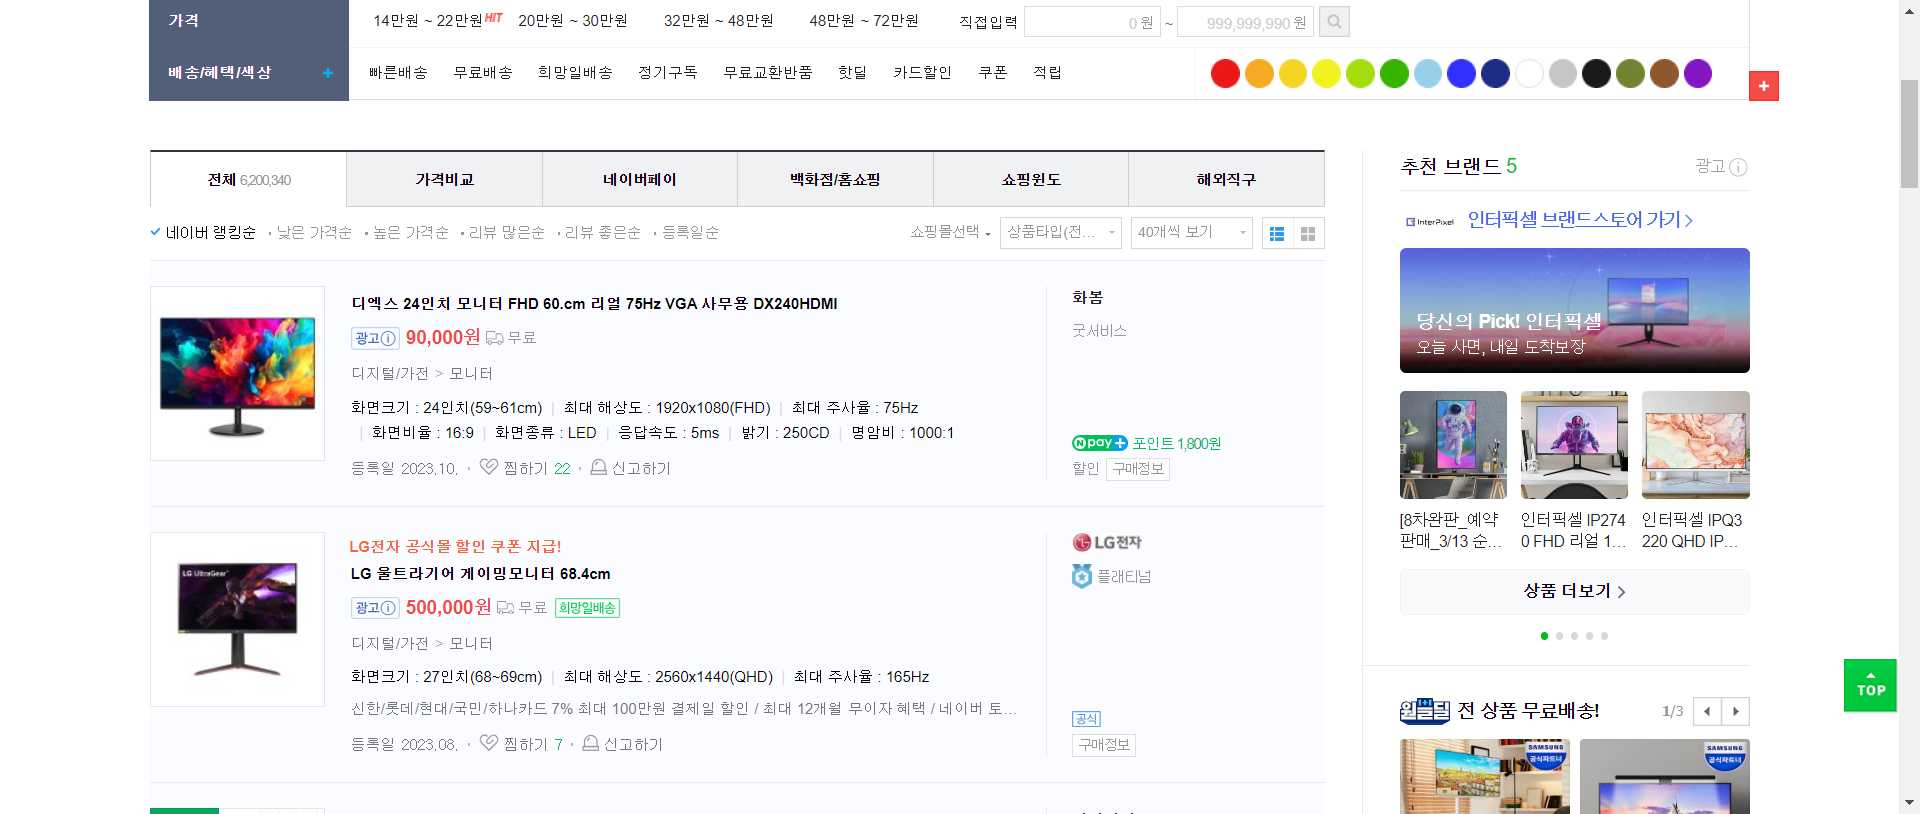 가격
14만원 ~ 22만원HIT 20만원 ~ 30만원 32만원 ~ 48만원 48만원 ~ 72만원 직접입력 0 원 ~ 999,999,990 원
배송/혜택/색상 +
빠른배송 무료배송 희망일배송 정기구독 무료교환반품 핫딜 카드할인 쿠폰 적립
+
전체 6,200,340 가격비교 네이버페이 백화점/홈쇼핑 쇼핑윈도 해외직구
네이버 랭킹순 · 낮은 가격순 · 높은 가격순 · 리뷰 많은순 · 리뷰 좋은순 · 등록일순
쇼핑몰선택 상품타입(전... 40개씩 보기
디엑스 24인치 모니터 FHD 60.cm 리얼 75Hz VGA 사무용 DX240HDMI
광고 90,000원 무료
디지털/가전 > 모니터
화면크기 : 24인치(59~61cm) | 최대 해상도 : 1920x1080(FHD) | 최대 주사율 : 75Hz
| 화면비율 : 16:9 | 화면종류 : LED | 응답속도 : 5ms | 밝기 : 250CD | 명암비 : 1000:1
등록일 2023.10. · 찜하기 22 · 신고하기
화봄
굿서비스
N pay+ 포인트 1,800원
할인 구매정보
LG UltraGear
LG전자 공식몰 할인 쿠폰 지급!
LG 울트라기어 게이밍모니터 68.4cm
광고 500,000원 무료 희망일배송
디지털/가전 > 모니터
화면크기 : 27인치(68~69cm) | 최대 해상도 : 2560x1440(QHD) | 최대 주사율 : 165Hz
신한/롯데/현대/국민/하나카드 7% 최대 100만원 결제일 할인 / 최대 12개월 무이자 혜택 / 네이버 토...
등록일 2023.08. · 찜하기 7 · 신고하기
LG전자
플래티넘
공식
구매정보
추천 브랜드 5 광고
InterPixel 인터픽셀 브랜드스토어 가기
당신의 Pick! 인터픽셀
오늘 사면, 내일 도착보장
[8차완판_예약
판매_3/13 순...
인터픽셀 IP274
0 FHD 리얼 1...
인터픽셀 IPQ3
220 QHD IP...
상품 더보기
원쁠딜 전 상품 무료배송! 1/3
SAMSUNG
공식파트너
SAMSUNG
공식파트너
TOP